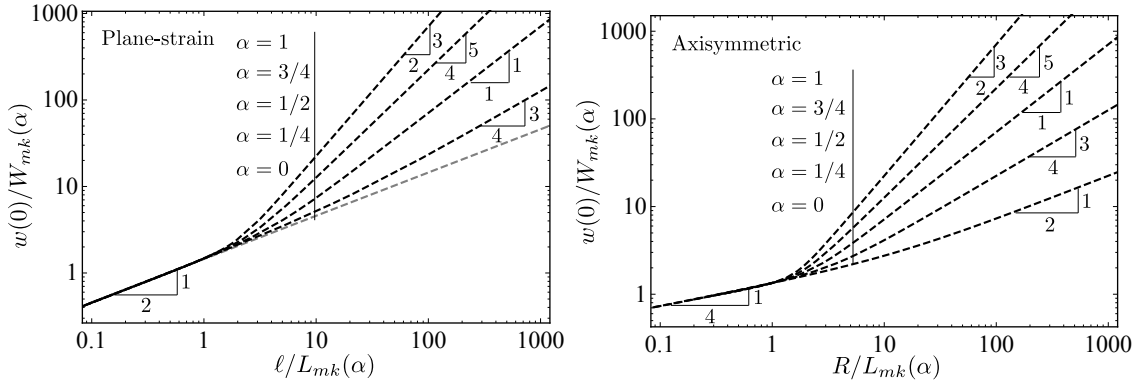 w(0)/W_{mk}(α)
1000
100
10
1
Plane-strain
α = 1
α = 3/4
α = 1/2
α = 1/4
α = 0
3
2
5
4
1
1
3
4
1
2
0.1 1 10 100 1000
ℓ/L_{mk}(α)
w(0)/W_{mk}(α)
1000
100
10
1
Axisymmetric
α = 1
α = 3/4
α = 1/2
α = 1/4
α = 0
3
2
5
4
1
1
3
4
1
2
1
4
0.1 1 10 100 1000
R/L_{mk}(α)